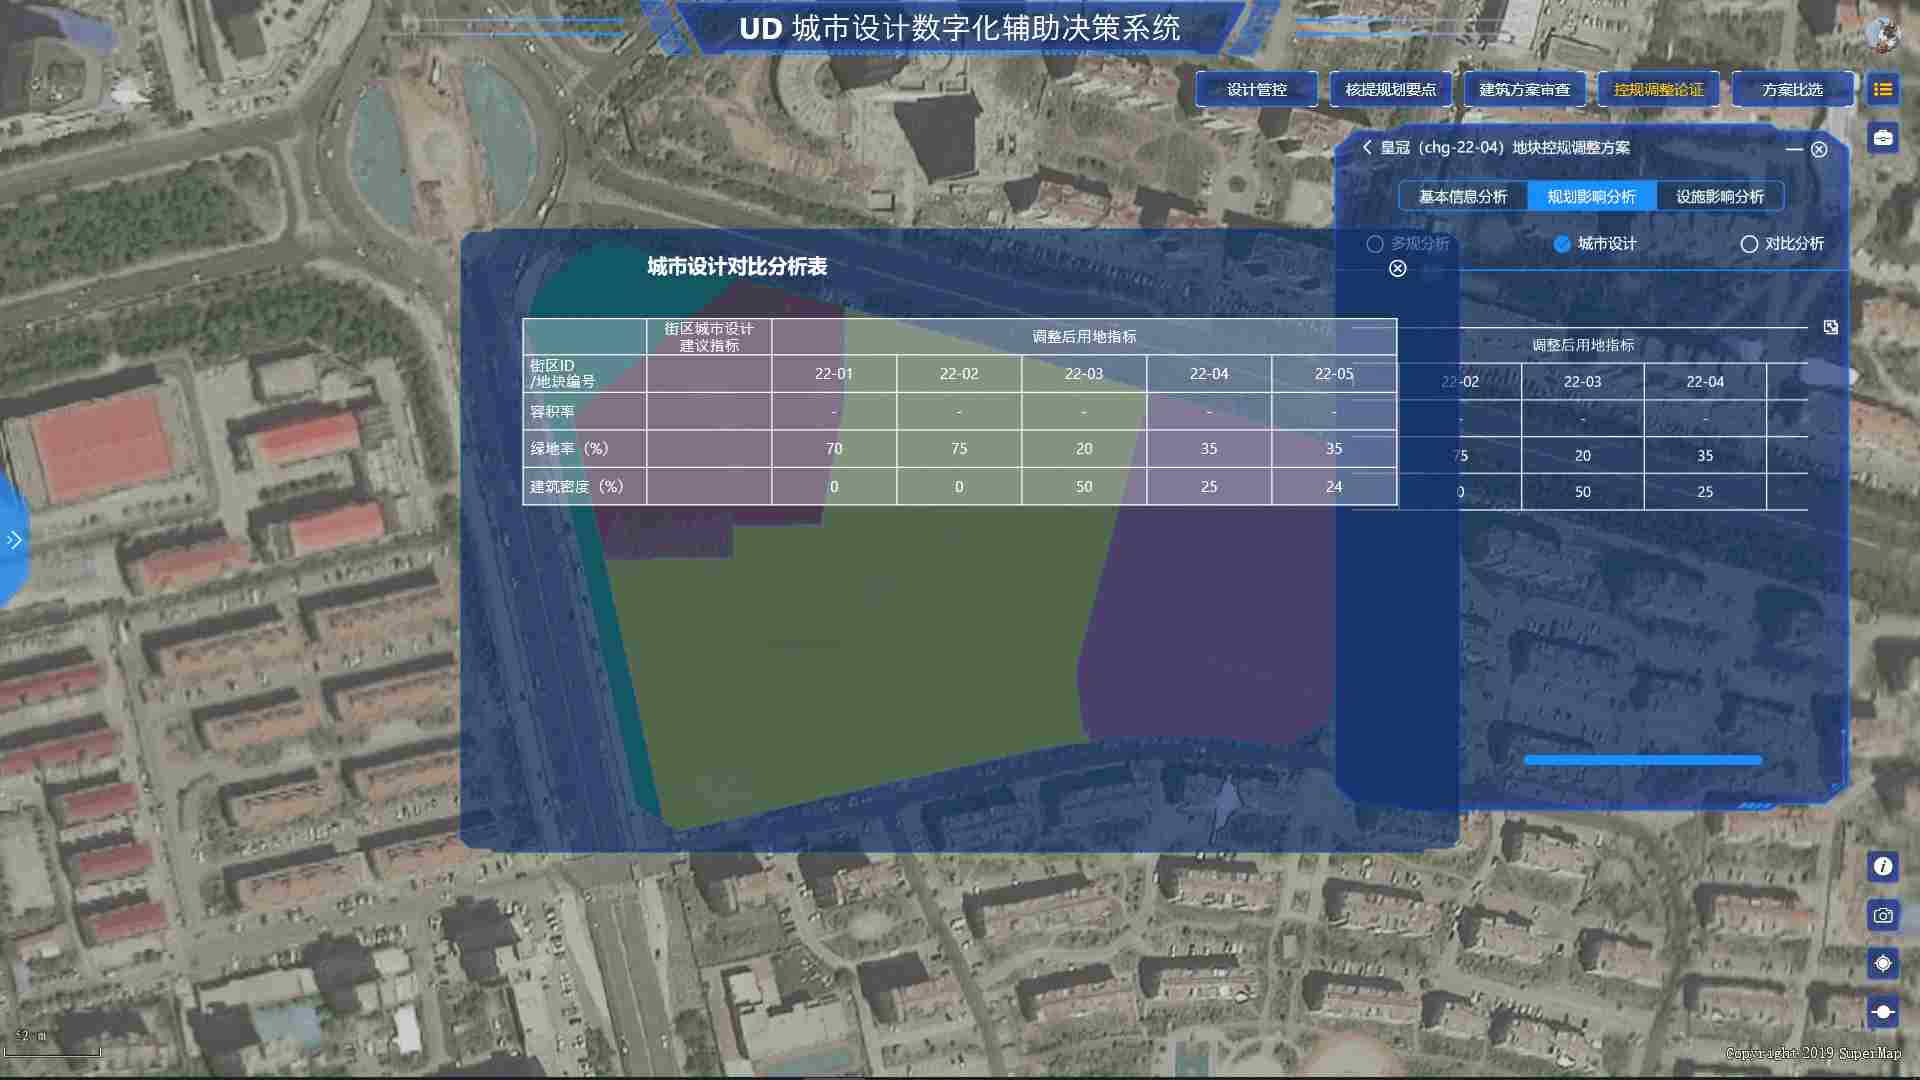 UD 城市设计数字化辅助决策系统
设计管控 核提规划要点 建筑方案审查 控规调整论证 方案比选
皇冠（chg-22-04）地块控规调整方案
基本信息分析 规划影响分析 设施影响分析
多规分析 城市设计 对比分析
城市设计对比分析表
街区城市设计
建议指标
调整后用地指标
街区ID
/地块编号
22-01 22-02 22-03 22-04 22-05
容积率 - - - - -
绿地率（%） 70 75 20 35 35
建筑密度（%） 0 0 50 25 24
调整后用地指标
22-02 22-03 22-04
- - -
75 20 35
0 50 25
52 m
Copyright 2019 SuperMap